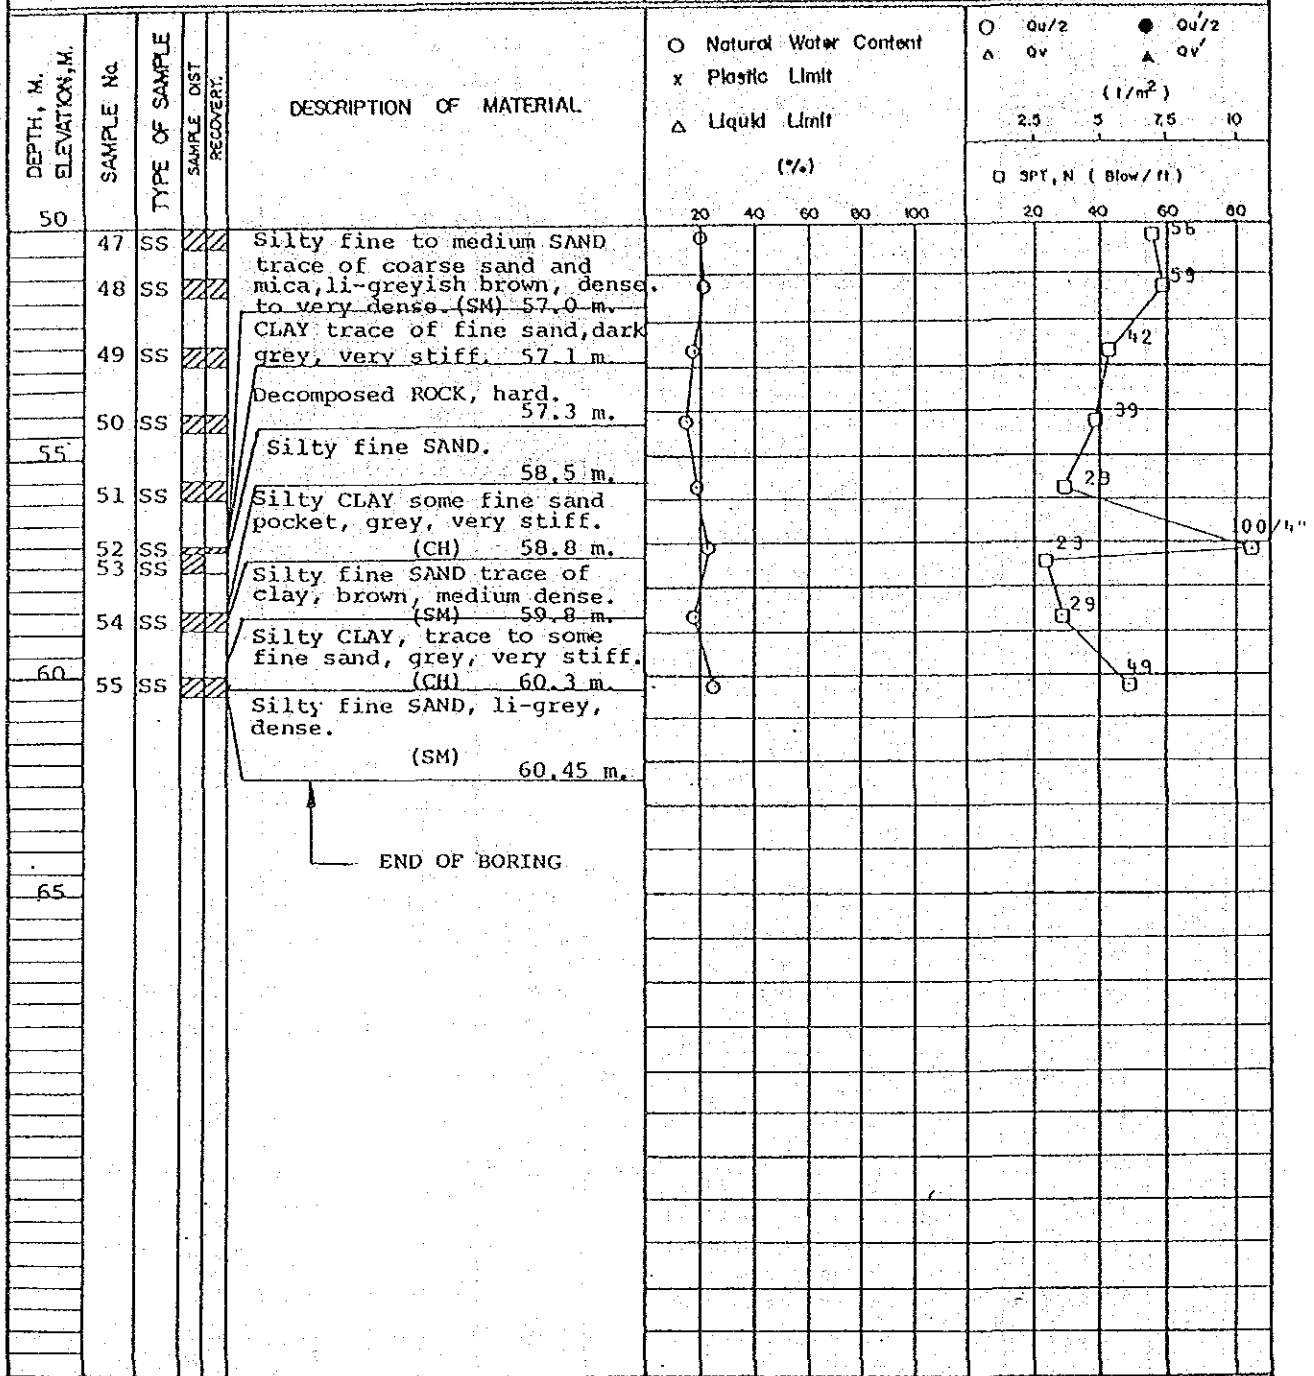 DEPTH, M.
ELEVATION, M.
SAMPLE No.
TYPE OF SAMPLE
SAMPLE DIST
RECOVERY.
DESCRIPTION OF MATERIAL
O Natural Water Content
x Plastic Limit
△ Liquid Limit
(%)
20 40 60 80 100
○ Qu/2 ● Qu'/2
△ Qv ▲ Qv'
(t/m²)
2.5 5 7.5 10
□ SPT, N (Blow/ft)
20 40 60 80
50
47 SS Silty fine to medium SAND 56
trace of coarse sand and
48 SS mica, li-greyish brown, dense. 59
to very dense. (SM) 57.0 m.
CLAY trace of fine sand, dark 42
49 SS grey, very stiff. 57.1 m.
Decomposed ROCK, hard.
50 SS 57.3 m. 39
55 Silty fine SAND.
58.5 m.
51 SS Silty CLAY some fine sand 29
pocket, grey, very stiff.
52 SS (CH) 58.8 m. 100/4"
53 SS 23
Silty fine SAND trace of
clay, brown, medium dense.
54 SS (SM) 59.8 m. 29
Silty CLAY, trace to some
fine sand, grey, very stiff.
60 55 SS (CH) 60.3 m. 49
Silty fine SAND, li-grey,
dense.
(SM)
60.45 m.
END OF BORING
65